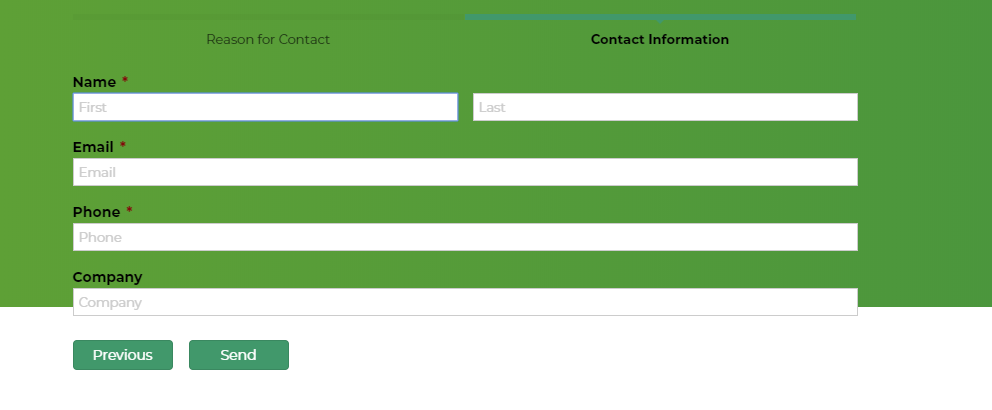 Reason for Contact Contact Information
Name *
First Last
Email *
Email
Phone *
Phone
Company
Company
Previous Send